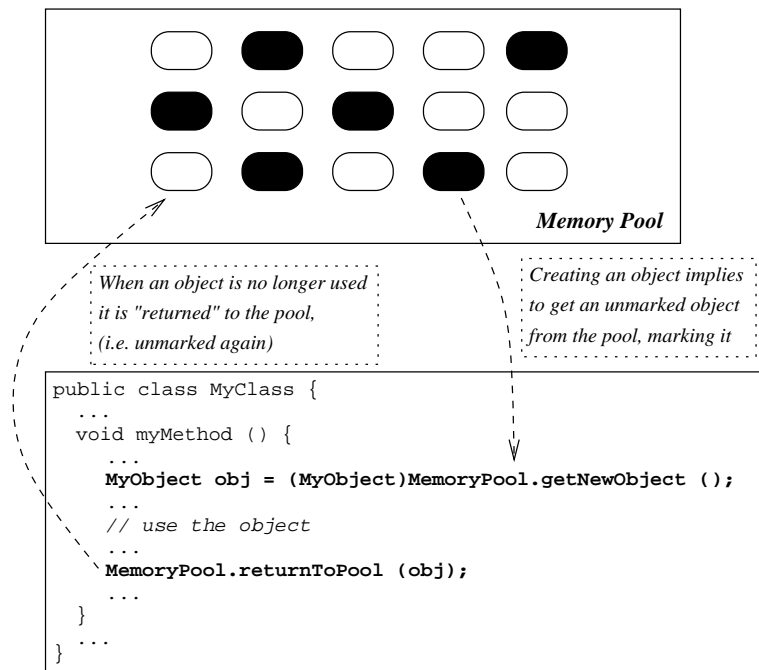 Memory Pool
When an object is no longer used
it is "returned" to the pool,
(i.e. unmarked again)
Creating an object implies
to get an unmarked object
from the pool, marking it
public class MyClass {
...
void myMethod () {
...
MyObject obj = (MyObject)MemoryPool.getNewObject ();
...
// use the object
...
MemoryPool.returnToPool (obj);
...
}
...
}